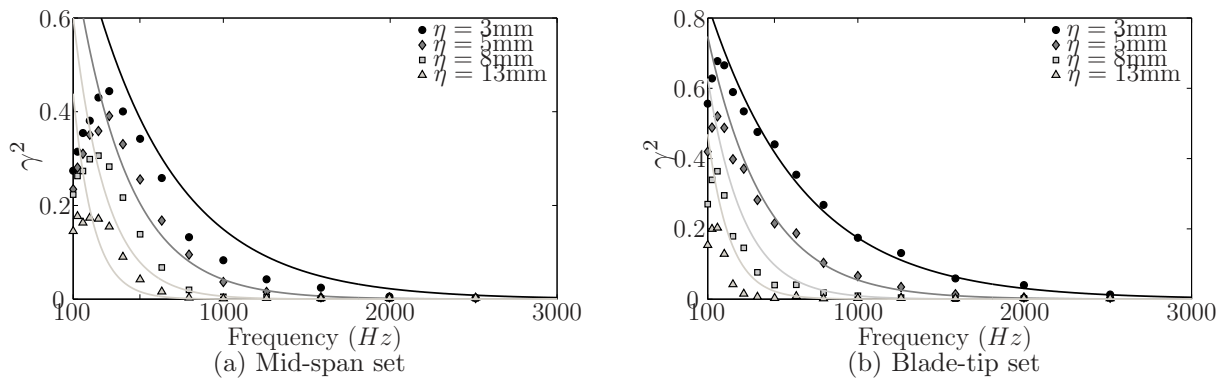 0.6
0.4
0.2
0
γ²
η = 3mm
η = 5mm
η = 8mm
η = 13mm
100 1000 2000 3000
Frequency (Hz)
(a) Mid-span set
0.8
0.6
0.4
0.2
0
γ²
η = 3mm
η = 5mm
η = 8mm
η = 13mm
100 1000 2000 3000
Frequency (Hz)
(b) Blade-tip set